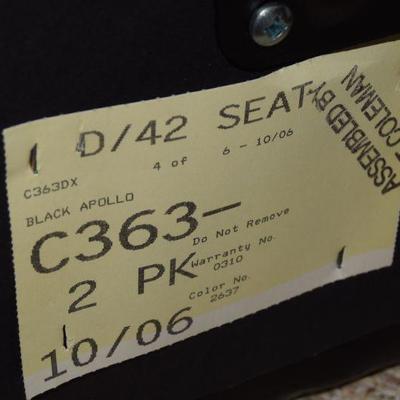 D/42 SEAT
C363DX 4 of 6 - 10/06
BLACK APOLLO
C363-
Do Not Remove
2 PK
Warranty No.
0310
Color No.
2637
10/06
ASSEMBLED BY
COLEMAN